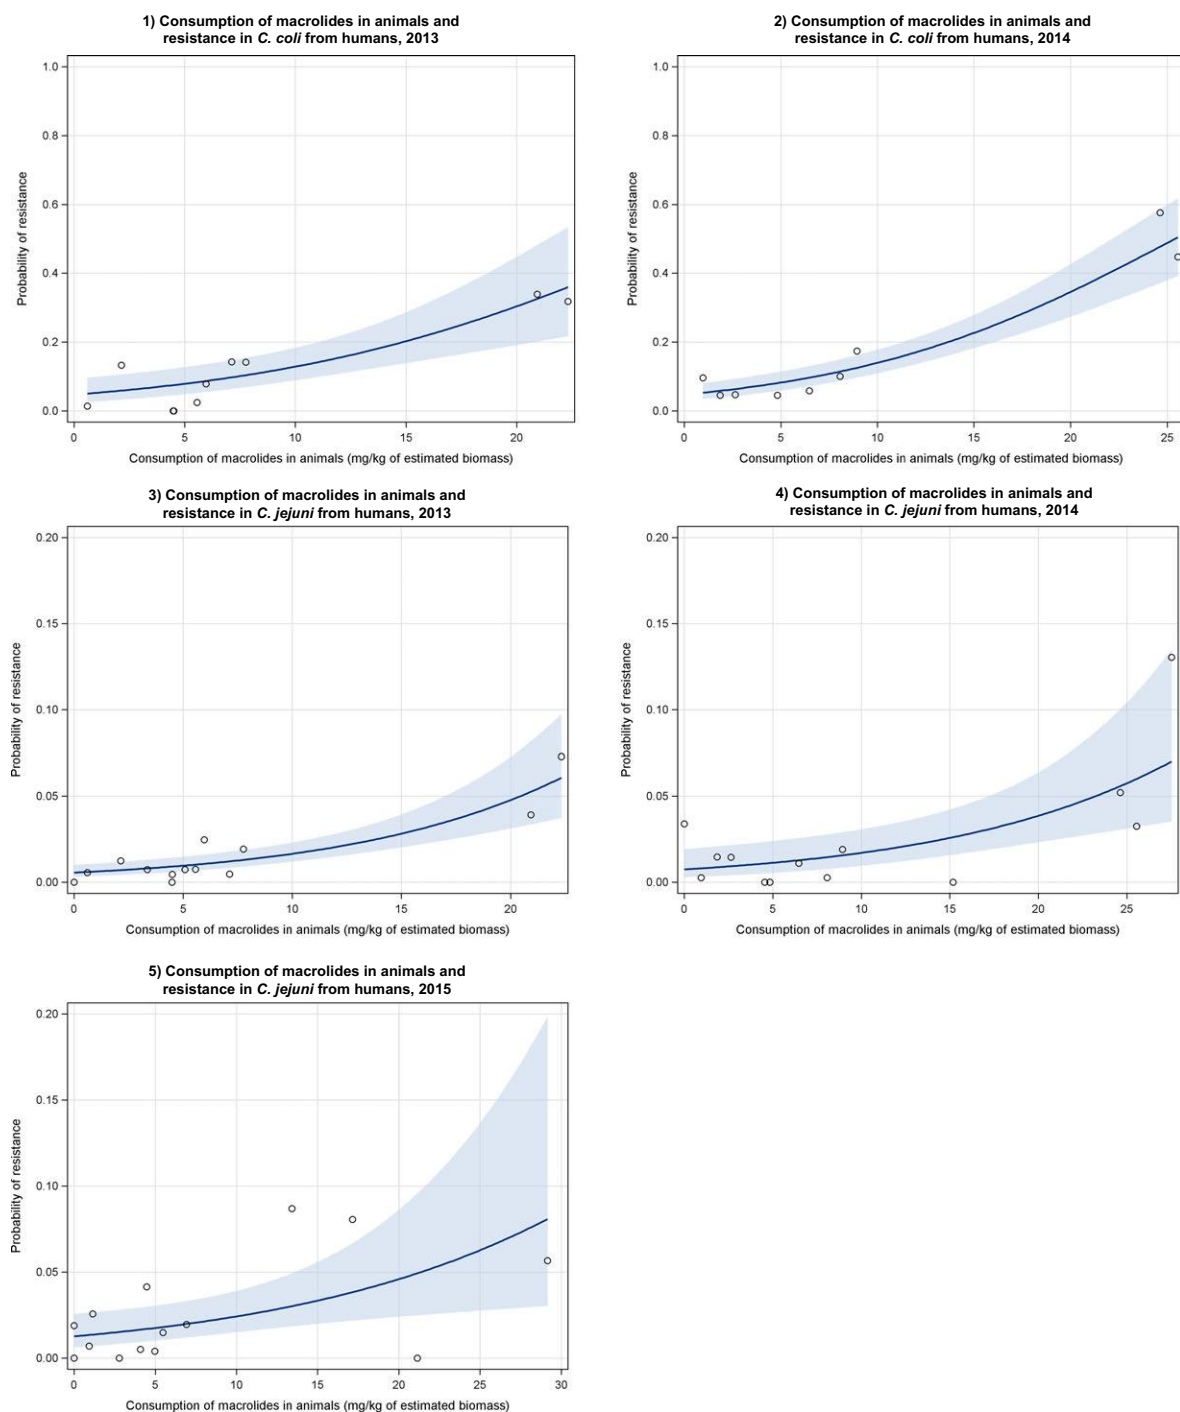 1) Consumption of macrolides in animals and
resistance in C. coli from humans, 2013
1.0
0.8
0.6
0.4
0.2
0.0
Probability of resistance
0 5 10 15 20
Consumption of macrolides in animals (mg/kg of estimated biomass)
2) Consumption of macrolides in animals and
resistance in C. coli from humans, 2014
1.0
0.8
0.6
0.4
0.2
0.0
Probability of resistance
0 5 10 15 20 25
Consumption of macrolides in animals (mg/kg of estimated biomass)
3) Consumption of macrolides in animals and
resistance in C. jejuni from humans, 2013
0.20
0.15
0.10
0.05
0.00
Probability of resistance
0 5 10 15 20
Consumption of macrolides in animals (mg/kg of estimated biomass)
4) Consumption of macrolides in animals and
resistance in C. jejuni from humans, 2014
0.20
0.15
0.10
0.05
0.00
Probability of resistance
0 5 10 15 20 25
Consumption of macrolides in animals (mg/kg of estimated biomass)
5) Consumption of macrolides in animals and
resistance in C. jejuni from humans, 2015
0.20
0.15
0.10
0.05
0.00
Probability of resistance
0 5 10 15 20 25 30
Consumption of macrolides in animals (mg/kg of estimated biomass)